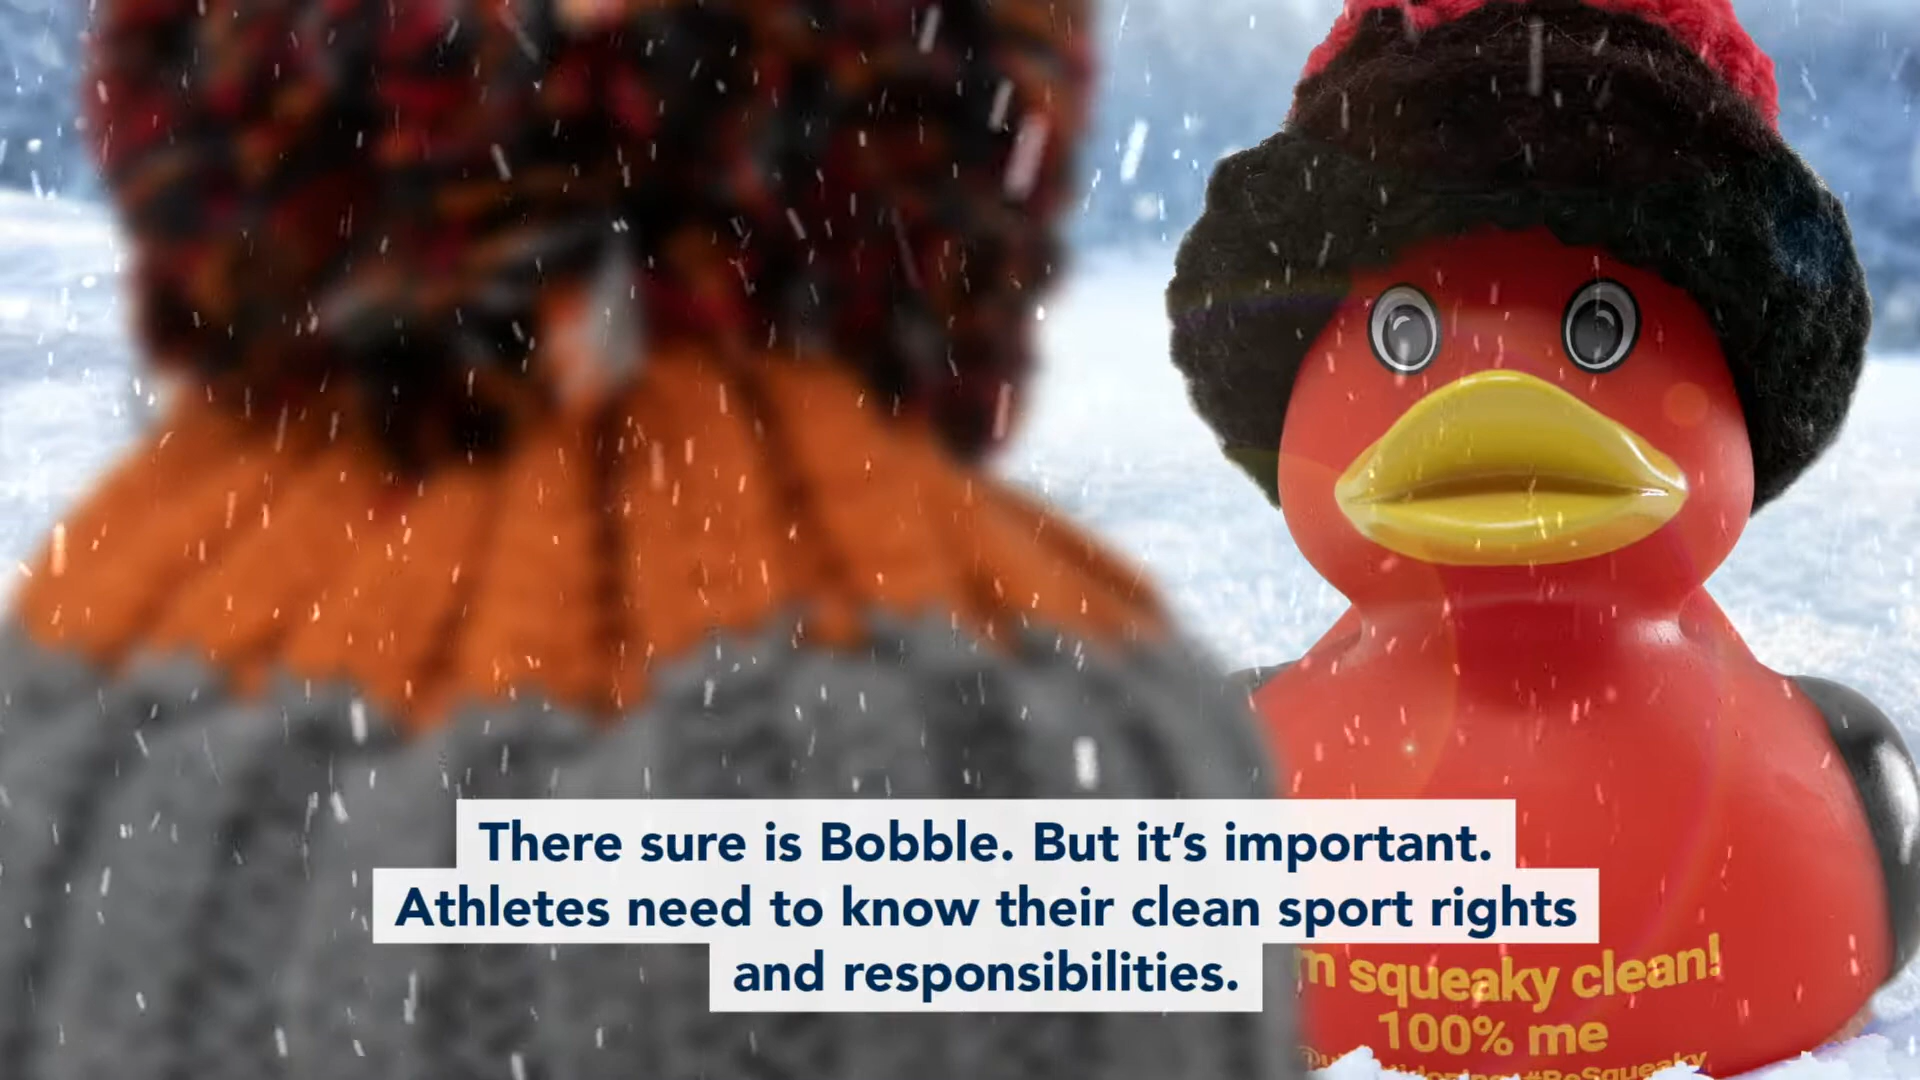 There sure is Bobble. But it's important.
Athletes need to know their clean sport rights
and responsibilities.
squeaky clean!
100% me
#BeSqueaky